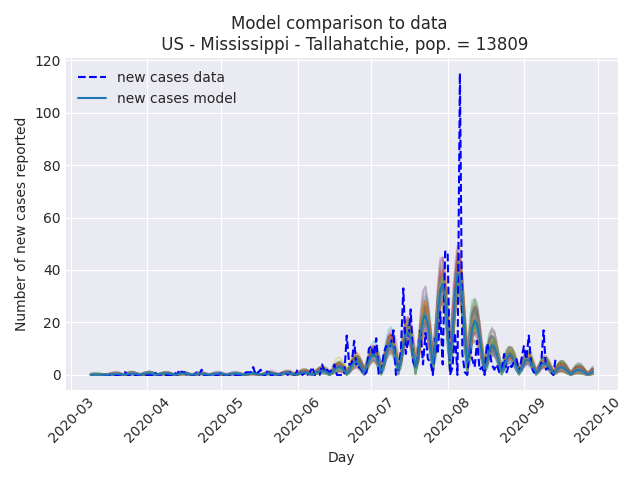 Model comparison to data
US - Mississippi - Tallahatchie, pop. = 13809
new cases data
new cases model
Number of new cases reported
120
100
80
60
40
20
0
2020-03
2020-04
2020-05
2020-06
2020-07
2020-08
2020-09
2020-10
Day